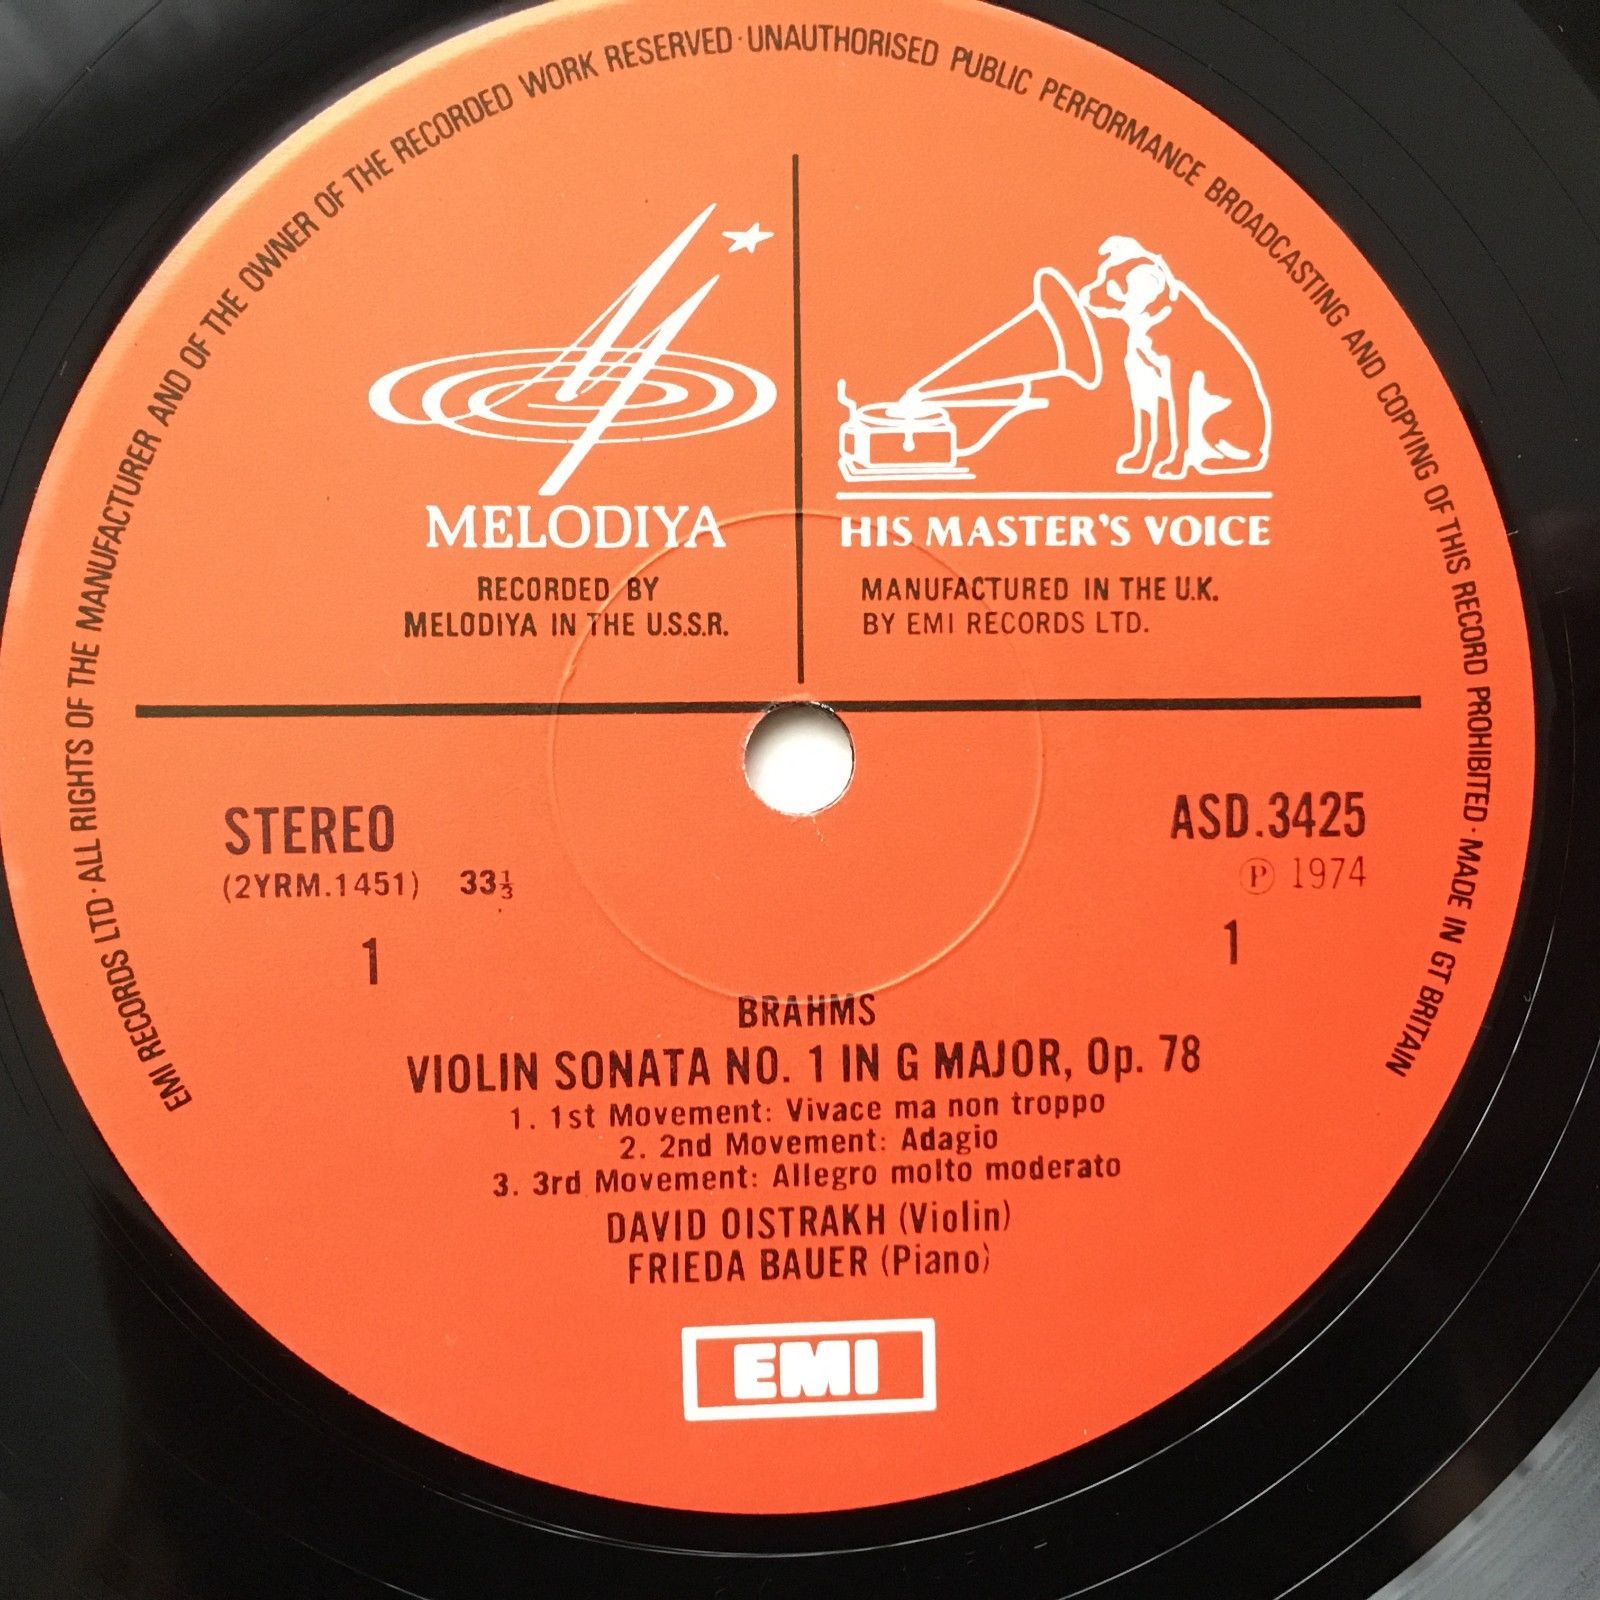 EMI RECORDS LTD · ALL RIGHTS OF THE MANUFACTURER AND OF THE OWNER OF THE RECORDED WORK RESERVED · UNAUTHORISED PUBLIC PERFORMANCE BROADCASTING AND COPYING OF THIS RECORD PROHIBITED · MADE IN GT BRITAIN
MELODIYA
RECORDED BY
MELODIYA IN THE U.S.S.R.
HIS MASTER'S VOICE
MANUFACTURED IN THE U.K.
BY EMI RECORDS LTD.
STEREO
(2YRM.1451) 33⅓
1
ASD.3425
Ⓟ 1974
1
BRAHMS
VIOLIN SONATA NO. 1 IN G MAJOR, Op. 78
1. 1st Movement: Vivace ma non troppo
2. 2nd Movement: Adagio
3. 3rd Movement: Allegro molto moderato
DAVID OISTRAKH (Violin)
FRIEDA BAUER (Piano)
EMI